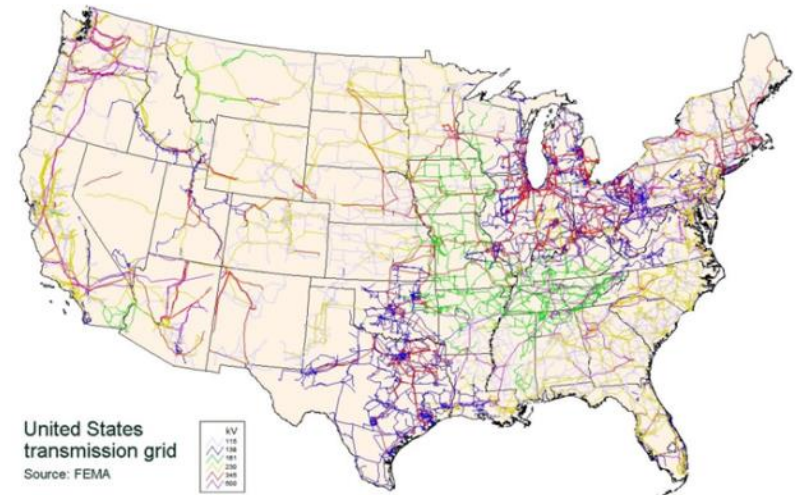 United States
transmission grid
Source: FEMA
kV
115
138
161
230
345
500